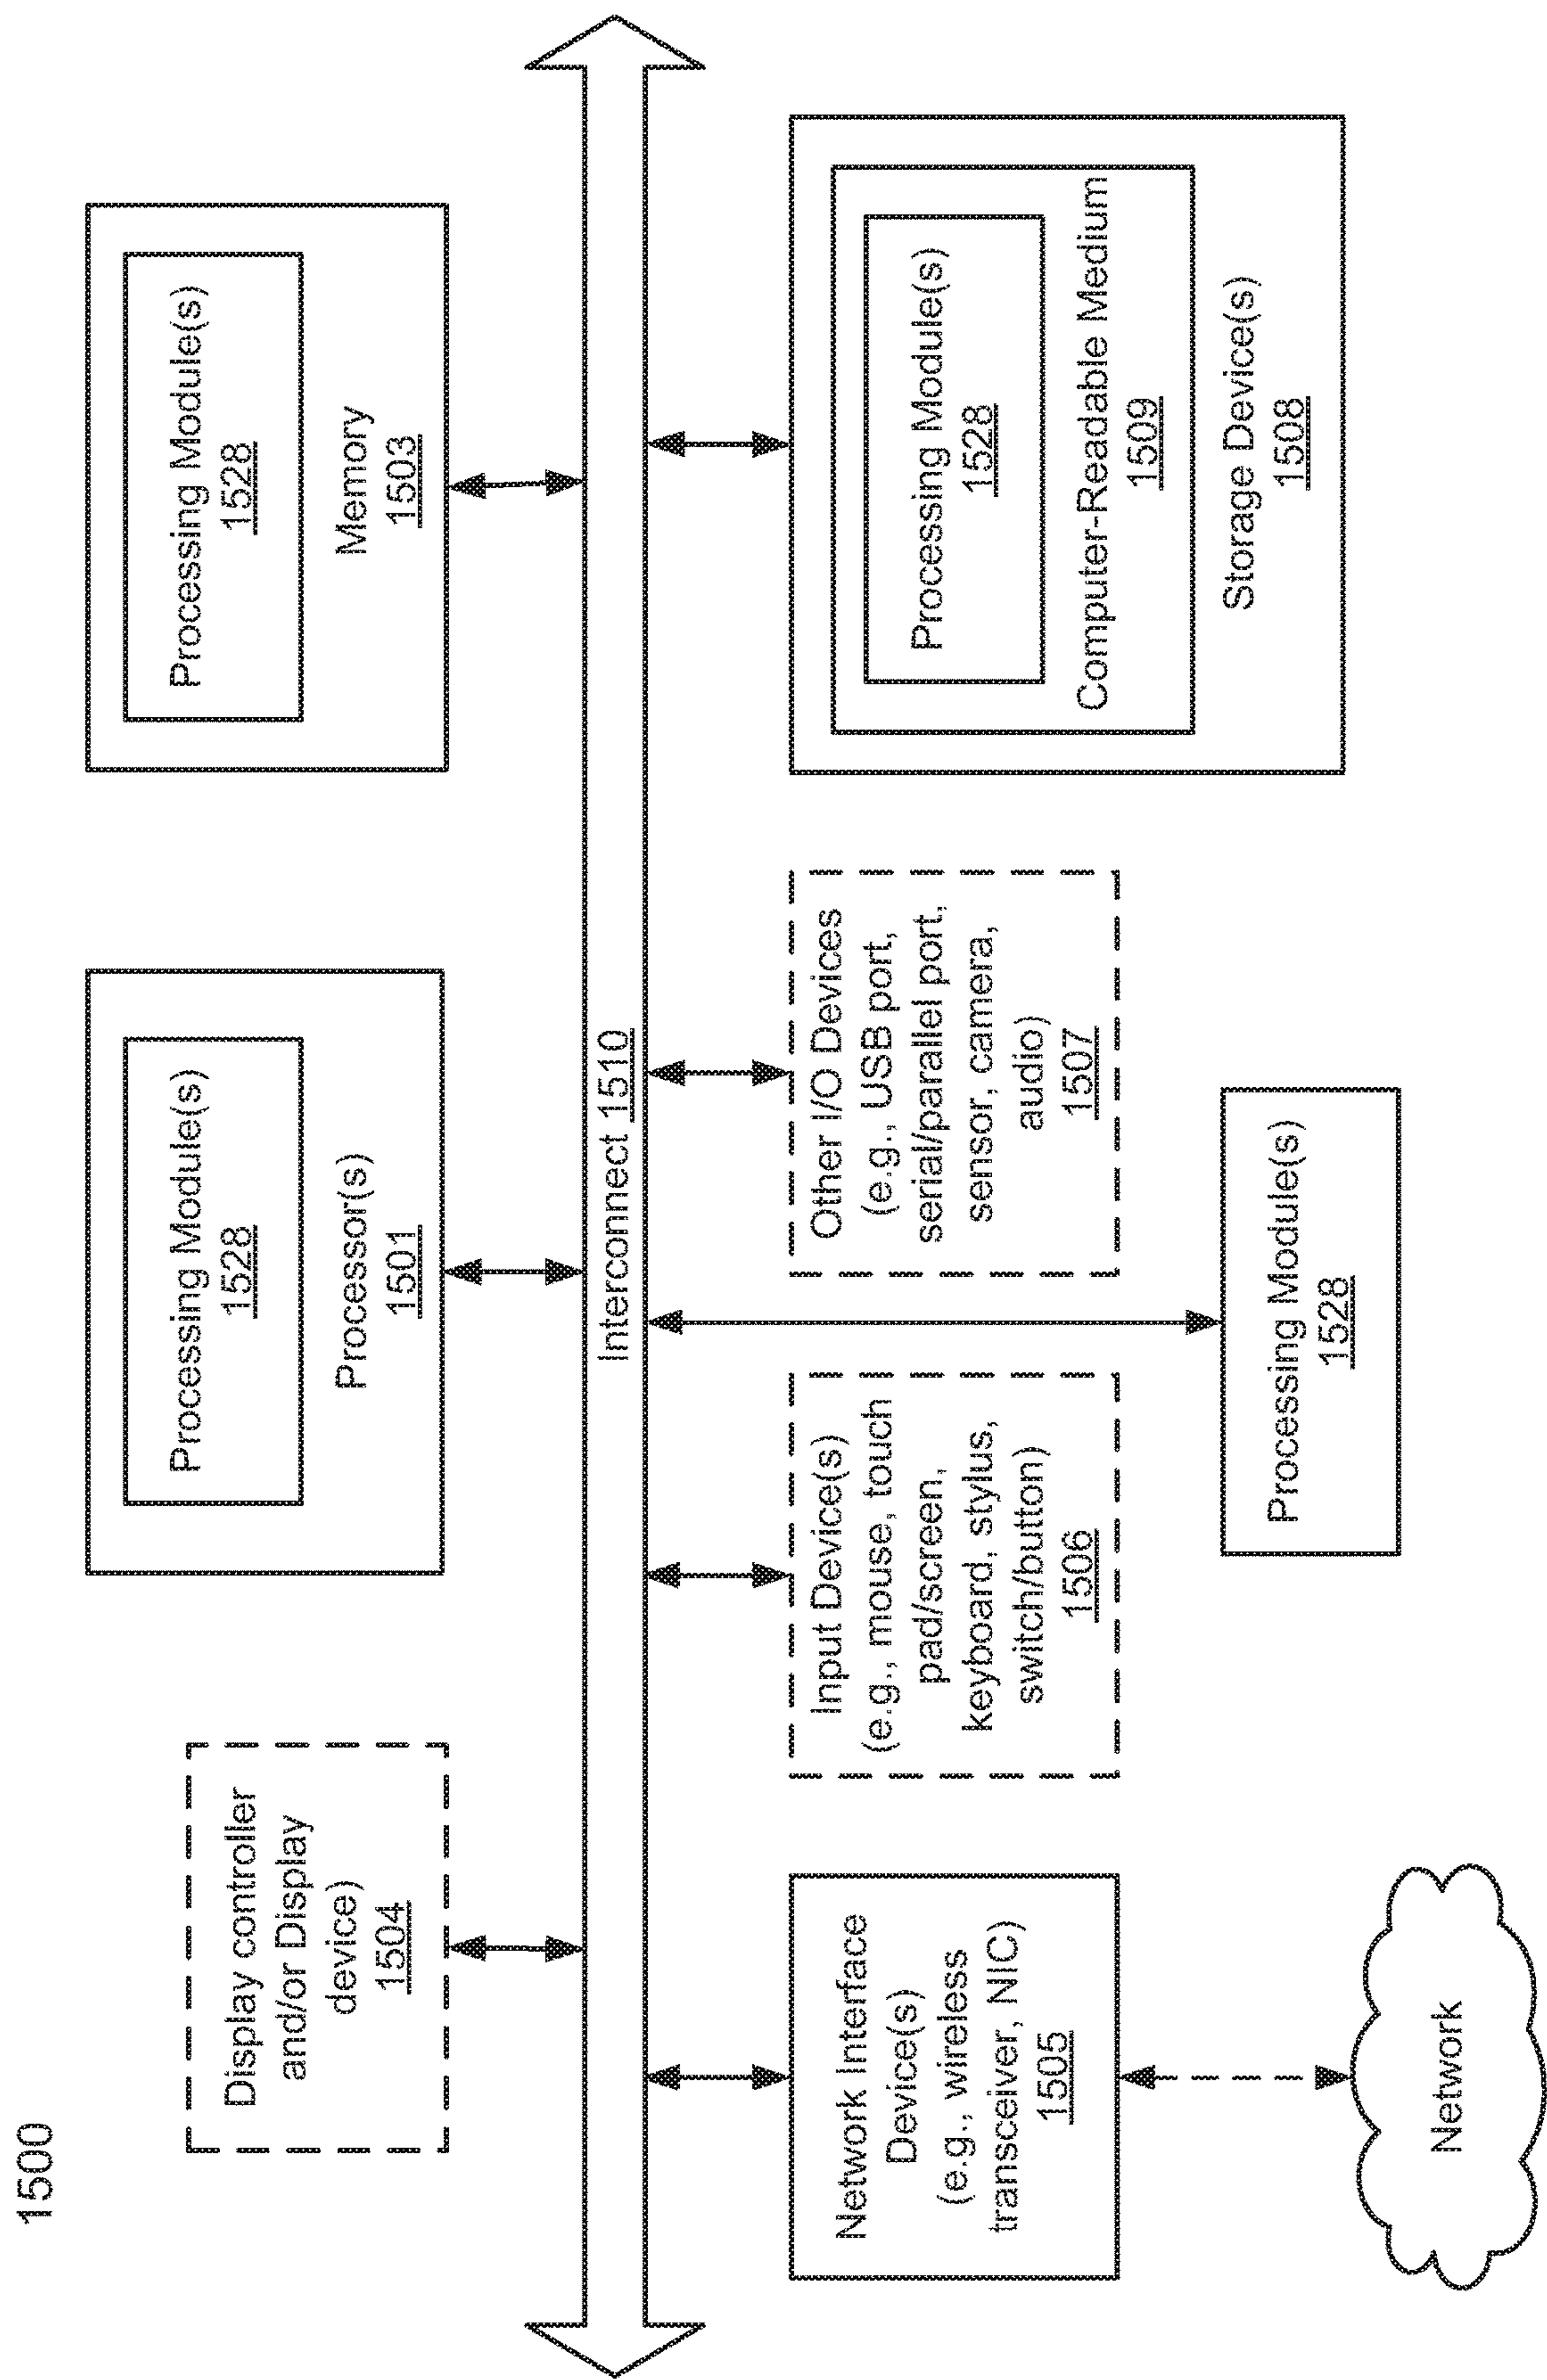 1500
Display controller
and/or Display
device)
1504
Processing Module(s)
1528
Processor(s)
1501
Processing Module(s)
1528
Memory
1503
Interconnect 1510
Network Interface
Device(s)
(e.g., wireless
transceiver, NIC)
1505
Input Device(s)
(e.g., mouse, touch
pad/screen,
keyboard, stylus,
switch/button)
1506
Other I/O Devices
(e.g., USB port,
serial/parallel port,
sensor, camera,
audio)
1507
Processing Module(s)
1528
Computer-Readable Medium
1509
Storage Device(s)
1508
Processing Module(s)
1528
Network